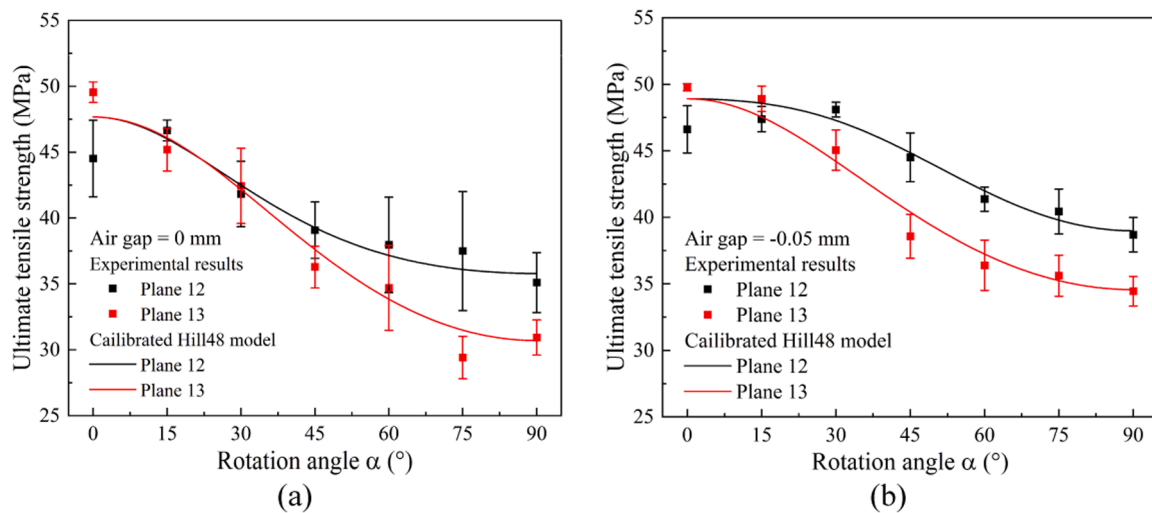 (a)
Ultimate tensile strength (MPa)
55
50
45
40
35
30
25
Air gap = 0 mm
Experimental results
Plane 12
Plane 13
Cailibrated Hill48 model
Plane 12
Plane 13
0 15 30 45 60 75 90
Rotation angle α (°)
(a)
Ultimate tensile strength (MPa)
55
50
45
40
35
30
25
Air gap = -0.05 mm
Experimental results
Plane 12
Plane 13
Cailibrated Hill48 model
Plane 12
Plane 13
0 15 30 45 60 75 90
Rotation angle α (°)
(b)
(b)